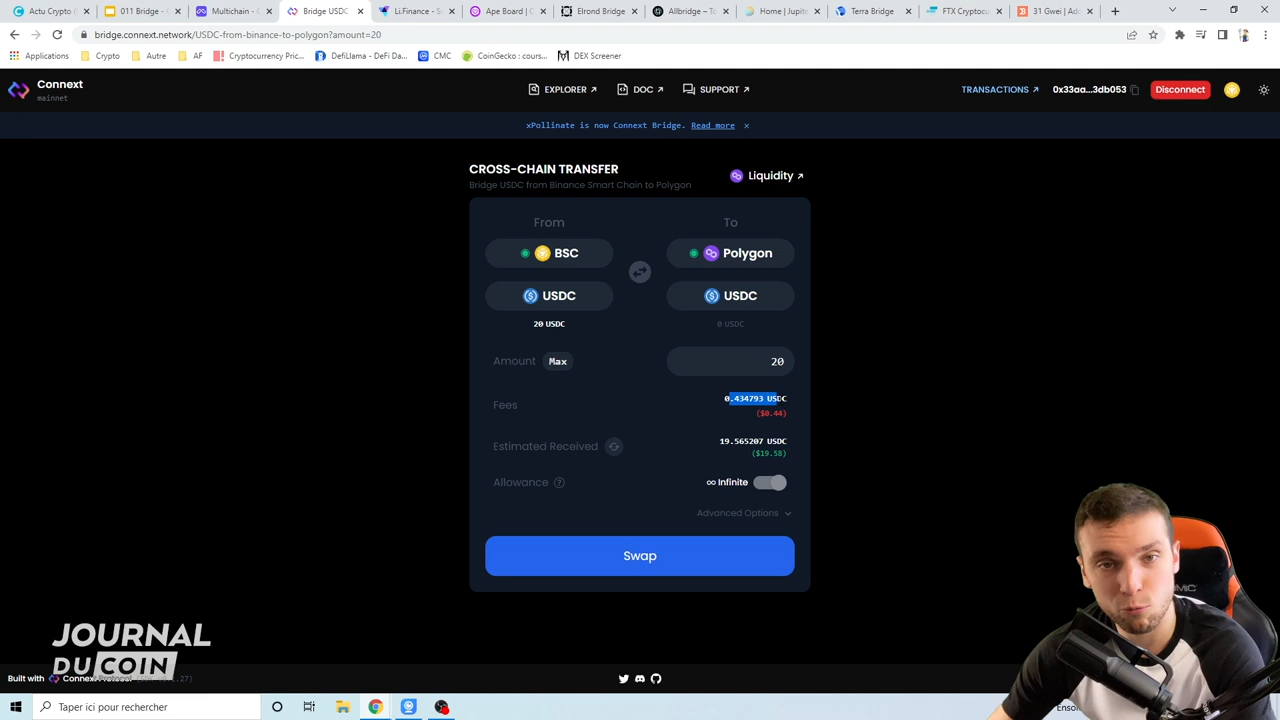 Actu Crypto (
011 Bridge - C
Multichain - C
Bridge USDC
Li.Finance - S
Ape Board | C
Elrond Bridge
Allbridge – To
Home | Jupit
Terra Bridge
FTX Cryptocu
31 Gwei | Ad
bridge.connext.network/USDC-from-binance-to-polygon?amount=20
Applications
Crypto
Autre
AF
Cryptocurrency Pric...
DefiLlama - DeFi Da...
CMC
CoinGecko : cours...
DEX Screener
Connext
mainnet
EXPLORER
DOC
SUPPORT
TRANSACTIONS
0x33aa...3db053
Disconnect
xPollinate is now Connext Bridge. Read more ×
CROSS-CHAIN TRANSFER
Bridge USDC from Binance Smart Chain to Polygon
Liquidity
From
To
BSC
Polygon
USDC
USDC
20 USDC
0 USDC
Amount
Max
20
Fees
0.434793 USDC
($0.44)
Estimated Received
19.565207 USDC
($19.58)
Allowance
∞ Infinite
Advanced Options
Swap
JOURNAL
DU COIN
Built with
Taper ici pour rechercher